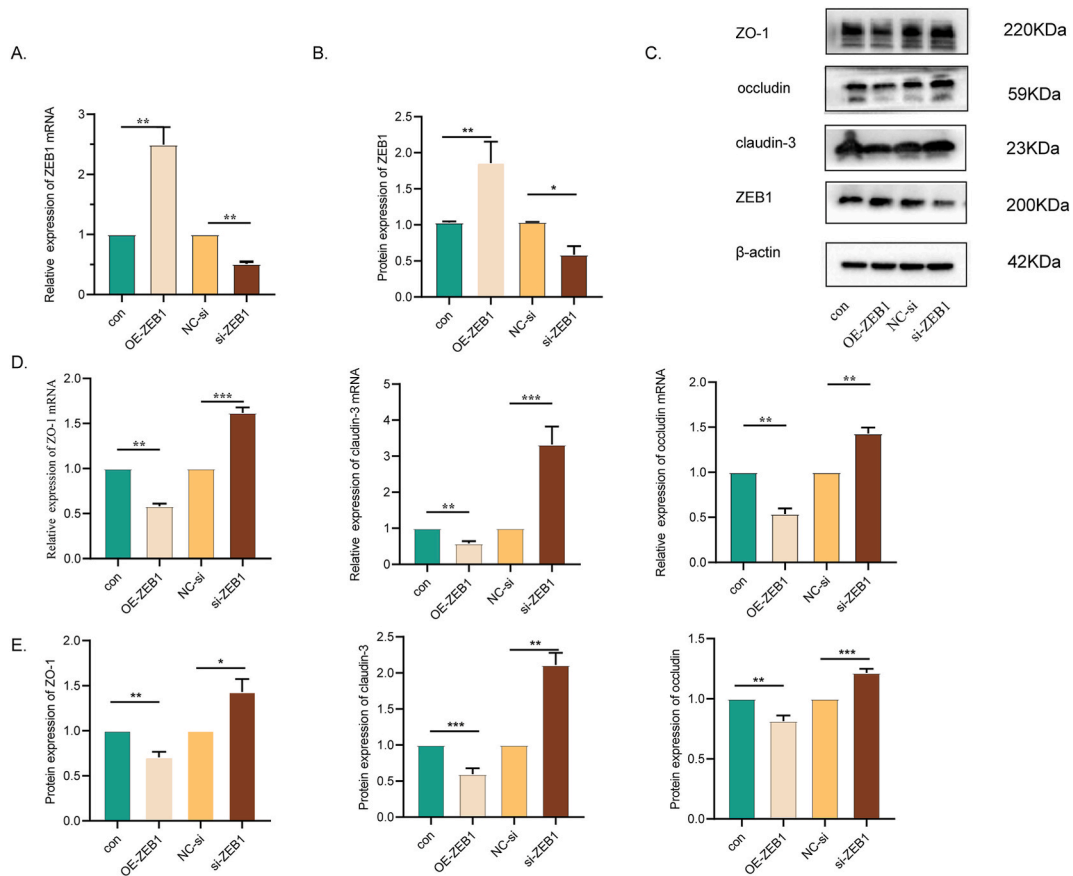 A.
Relative expression of ZEB1 mRNA
3
2
1
0
**
**
con
OE-ZEB1
NC-si
si-ZEB1
B.
Protein expression of ZEB1
2.5
2.0
1.5
1.0
0.5
0.0
**
*
con
OE-ZEB1
NC-si
si-ZEB1
C.
ZO-1
220KDa
occludin
59KDa
claudin-3
23KDa
ZEB1
200KDa
β-actin
42KDa
con
OE-ZEB1
NC-si
si-ZEB1
D.
Relative expression of ZO-1 mRNA
2.0
1.5
1.0
0.5
0.0
**
***
con
OE-ZEB1
NC-si
si-ZEB1
Relative expression of claudin-3 mRNA
5
4
3
2
1
0
**
***
con
OE-ZEB1
NC-si
si-ZEB1
Relative expression of occludin mRNA
2.0
1.5
1.0
0.5
0.0
**
**
con
OE-ZEB1
NC-si
si-ZEB1
E.
Protein expression of ZO-1
2.0
1.5
1.0
0.5
0.0
**
*
con
OE-ZEB1
NC-si
si-ZEB1
Protein expression of claudin-3
2.5
2.0
1.5
1.0
0.5
0.0
***
**
con
OE-ZEB1
NC-si
si-ZEB1
Protein expression of occludin
1.5
1.0
0.5
0.0
**
***
con
OE-ZEB1
NC-si
si-ZEB1